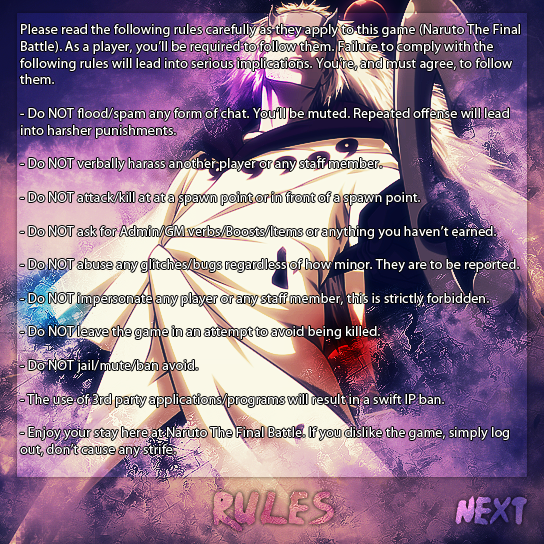 Please read the following rules carefully as they apply to this game (Naruto The Final
Battle). As a player, you'll be required to follow them. Failure to comply with the
following rules will lead into serious implications. You're, and must agree, to follow
them.
- Do NOT flood/spam any form of chat. You'll be muted. Repeated offense will lead
into harsher punishments.
- Do NOT verbally harass another player or any staff member.
- Do NOT attack/kill at at a spawn point or in front of a spawn point.
- Do NOT ask for Admin/GM verbs/Boosts/Items or anything you haven't earned.
- Do NOT abuse any glitches/bugs regardless of how minor. They are to be reported.
- Do NOT impersonate any player or any staff member, this is strictly forbidden.
- Do NOT leave the game in an attempt to avoid being killed.
- Do NOT jail/mute/ban avoid.
- The use of 3rd party applications/programs will result in a swift IP ban.
- Enjoy your stay here at Naruto The Final Battle. If you dislike the game, simply log
out, don't cause any strife.
RULES
NEXT